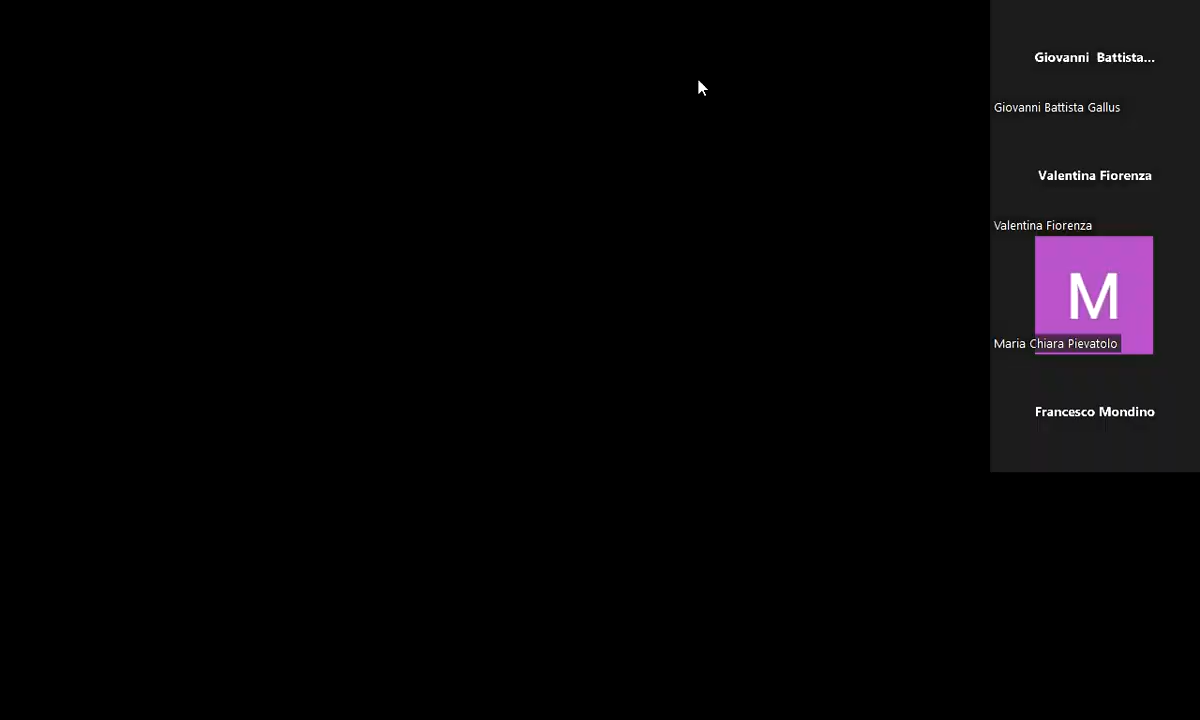 Giovanni  Battista...
Giovanni Battista Gallus
Valentina Fiorenza
Valentina Fiorenza
M
Maria Chiara Pievatolo
Francesco Mondino